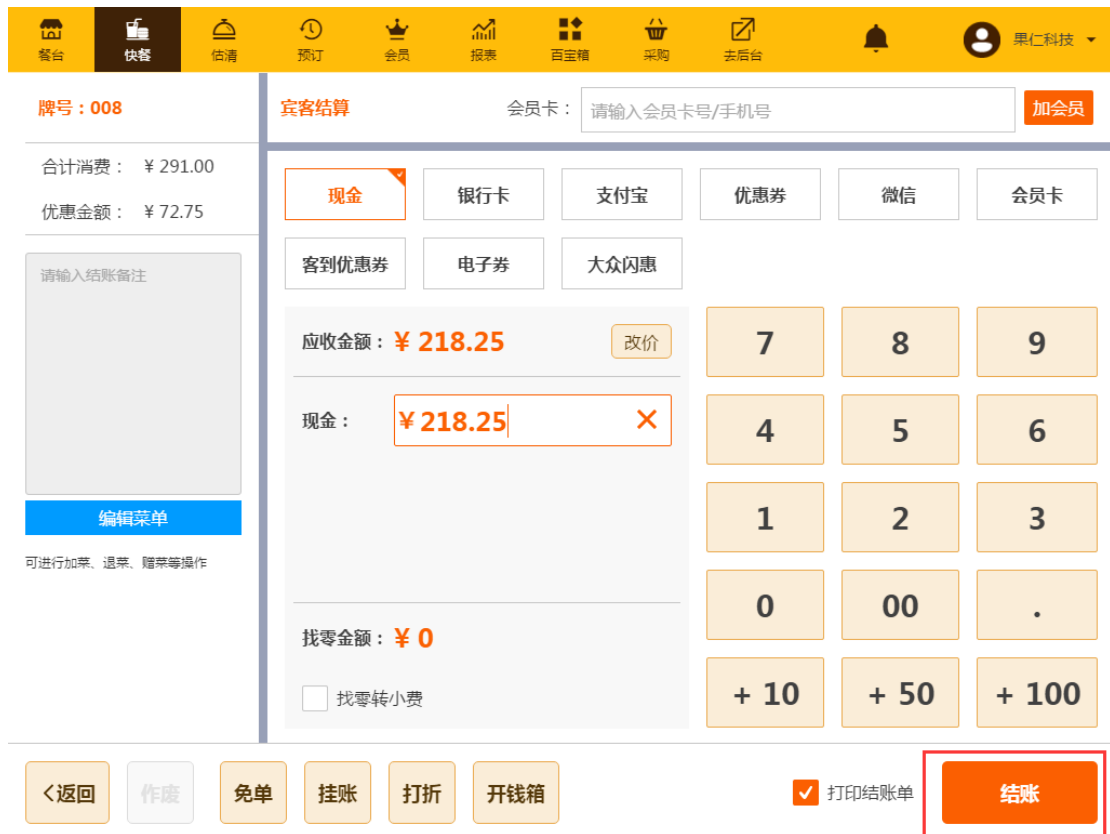 餐台 快餐 估清 预订 会员 报表 百宝箱 采购 去后台 果仁科技
牌号：008
宾客结算 会员卡： 请输入会员卡号/手机号 加会员
合计消费： ¥ 291.00
优惠金额： ¥ 72.75
现金 银行卡 支付宝 优惠券 微信 会员卡
客到优惠券 电子券 大众闪惠
请输入结账备注
应收金额：¥ 218.25 改价
现金： ¥ 218.25
7 8 9
4 5 6
1 2 3
0 00 .
+ 10 + 50 + 100
编辑菜单
可进行加菜、退菜、赠菜等操作
找零金额：¥ 0
找零转小费
<返回 作废 免单 挂账 打折 开钱箱 打印结账单 结账